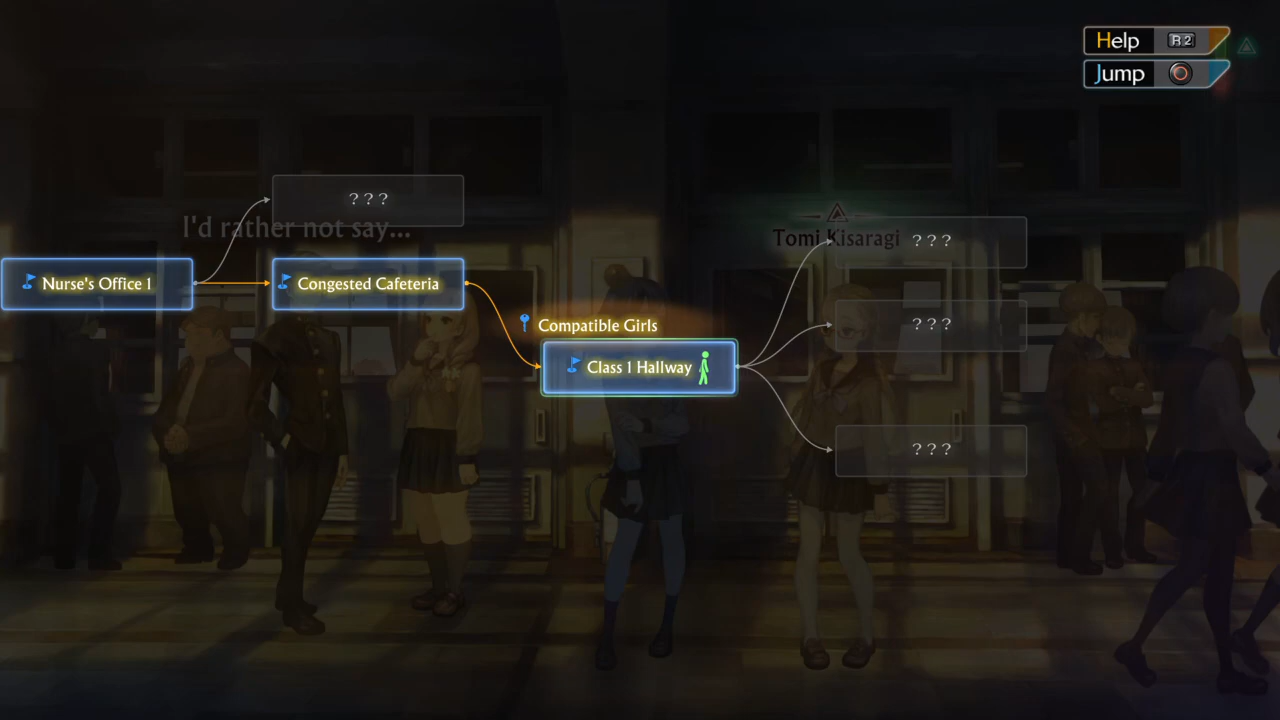 Help R2
Jump
? ? ?
I'd rather not say...
Tomi Kisaragi
? ? ?
Nurse's Office 1
Congested Cafeteria
Compatible Girls
? ? ?
Class 1 Hallway
? ? ?